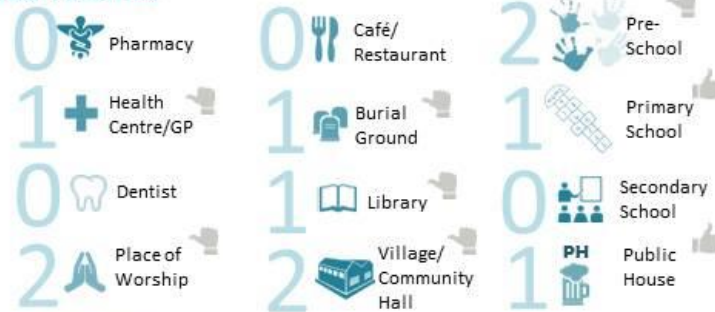 0 Pharmacy
0 Café/
Restaurant
2 Pre-
School
1 Health
Centre/GP
1 Burial
Ground
1 Primary
School
0 Dentist
1 Library
0 Secondary
School
2 Place of
Worship
2 Village/
Community
Hall
1 PH Public
House